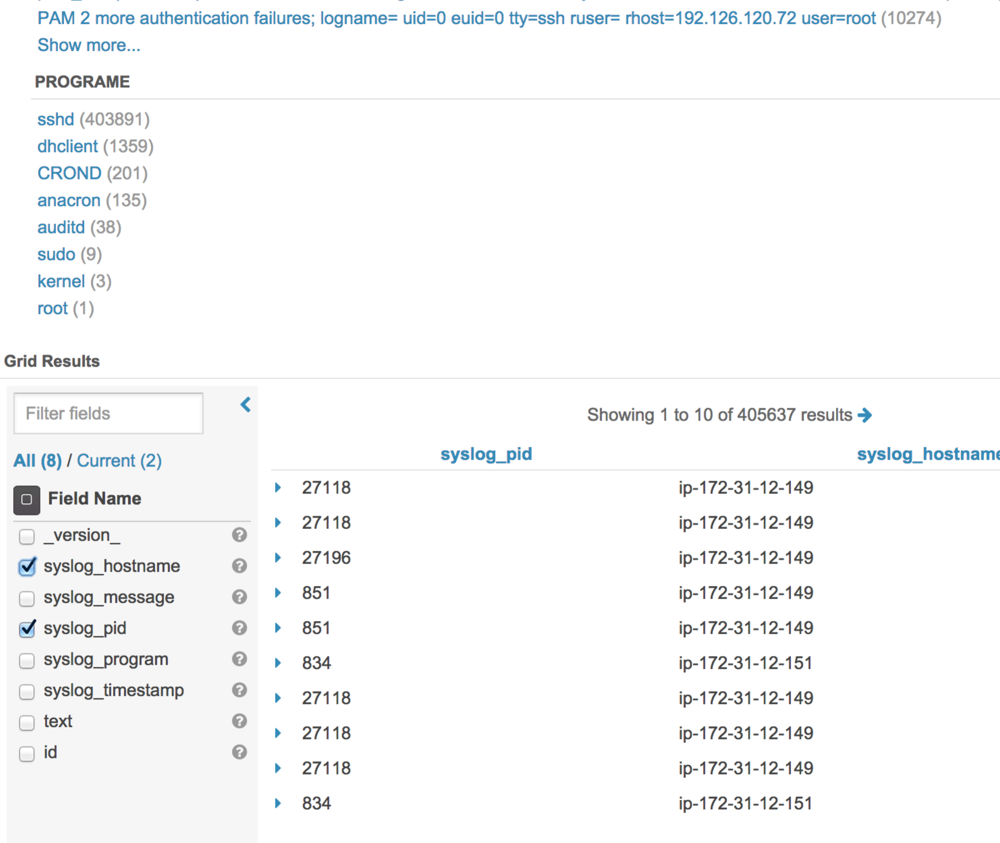 PAM 2 more authentication failures; logname= uid=0 euid=0 tty=ssh ruser= rhost=192.126.120.72 user=root (10274)
Show more...
PROGRAME
sshd (403891)
dhclient (1359)
CROND (201)
anacron (135)
auditd (38)
sudo (9)
kernel (3)
root (1)
Grid Results
Filter fields
Showing 1 to 10 of 405637 results
All (8) / Current (2)
Field Name
_version_
syslog_hostname
syslog_message
syslog_pid
syslog_program
syslog_timestamp
text
id
syslog_pid syslog_hostname
27118 ip-172-31-12-149
27118 ip-172-31-12-149
27196 ip-172-31-12-149
851 ip-172-31-12-149
851 ip-172-31-12-149
834 ip-172-31-12-151
27118 ip-172-31-12-149
27118 ip-172-31-12-149
27118 ip-172-31-12-149
834 ip-172-31-12-151